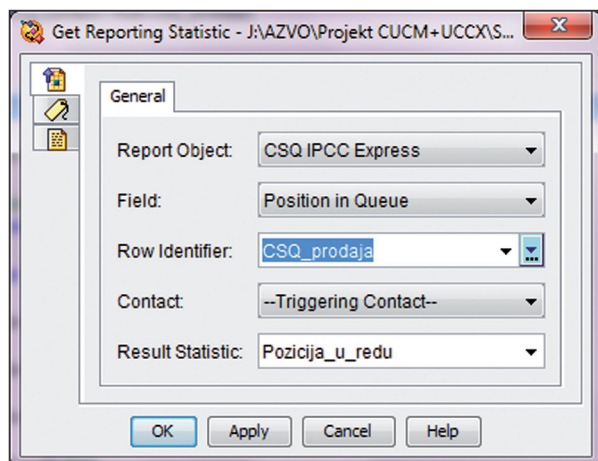 Get Reporting Statistic - J:\AZVO\Projekt CUCM+UCCX\S...
General
Report Object: CSQ IPCC Express
Field: Position in Queue
Row Identifier: CSQ_prodaja
Contact: --Triggering Contact--
Result Statistic: Pozicija_u_redu
OK Apply Cancel Help